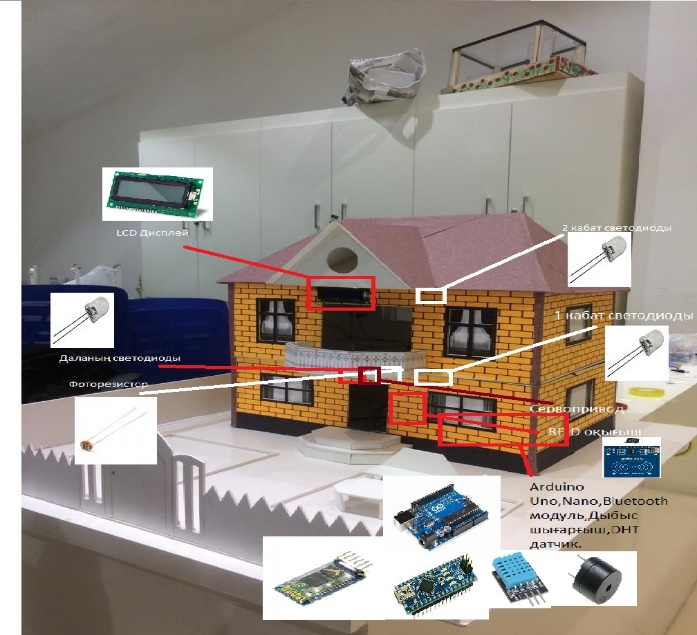 LCD Дисплей
2 кабат светодиоды
1 кабат светодиоды
Даланың светодиоды
Фоторезистор
Сервопривод
RFID оқығыш
Arduino
Uno,Nano,Bluetooth
модуль,Дыбыс
шығарғыш,DHT
датчик.